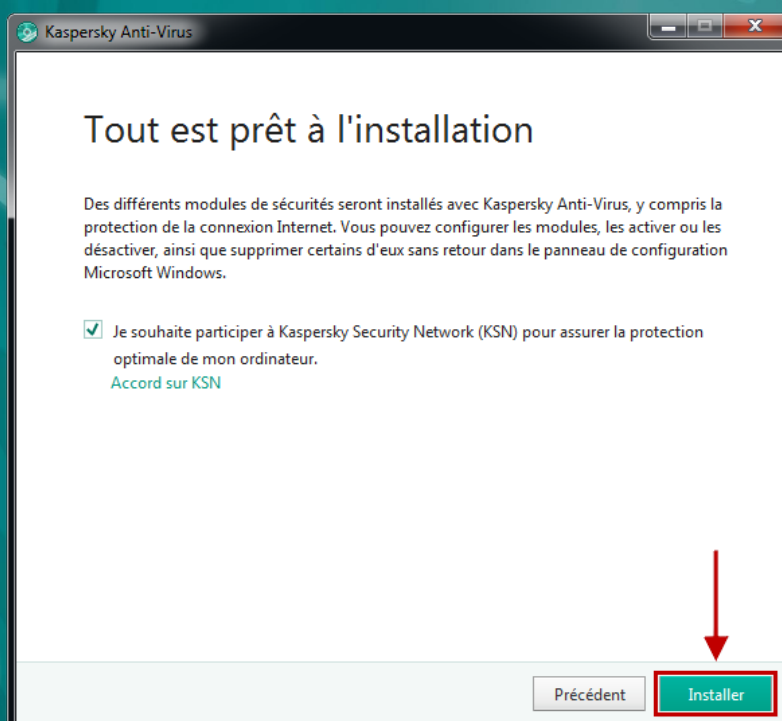 Kaspersky Anti-Virus
Tout est prêt à l'installation
Des différents modules de sécurités seront installés avec Kaspersky Anti-Virus, y compris la
protection de la connexion Internet. Vous pouvez configurer les modules, les activer ou les
désactiver, ainsi que supprimer certains d'eux sans retour dans le panneau de configuration
Microsoft Windows.
Je souhaite participer à Kaspersky Security Network (KSN) pour assurer la protection
optimale de mon ordinateur.
Accord sur KSN
Précédent Installer